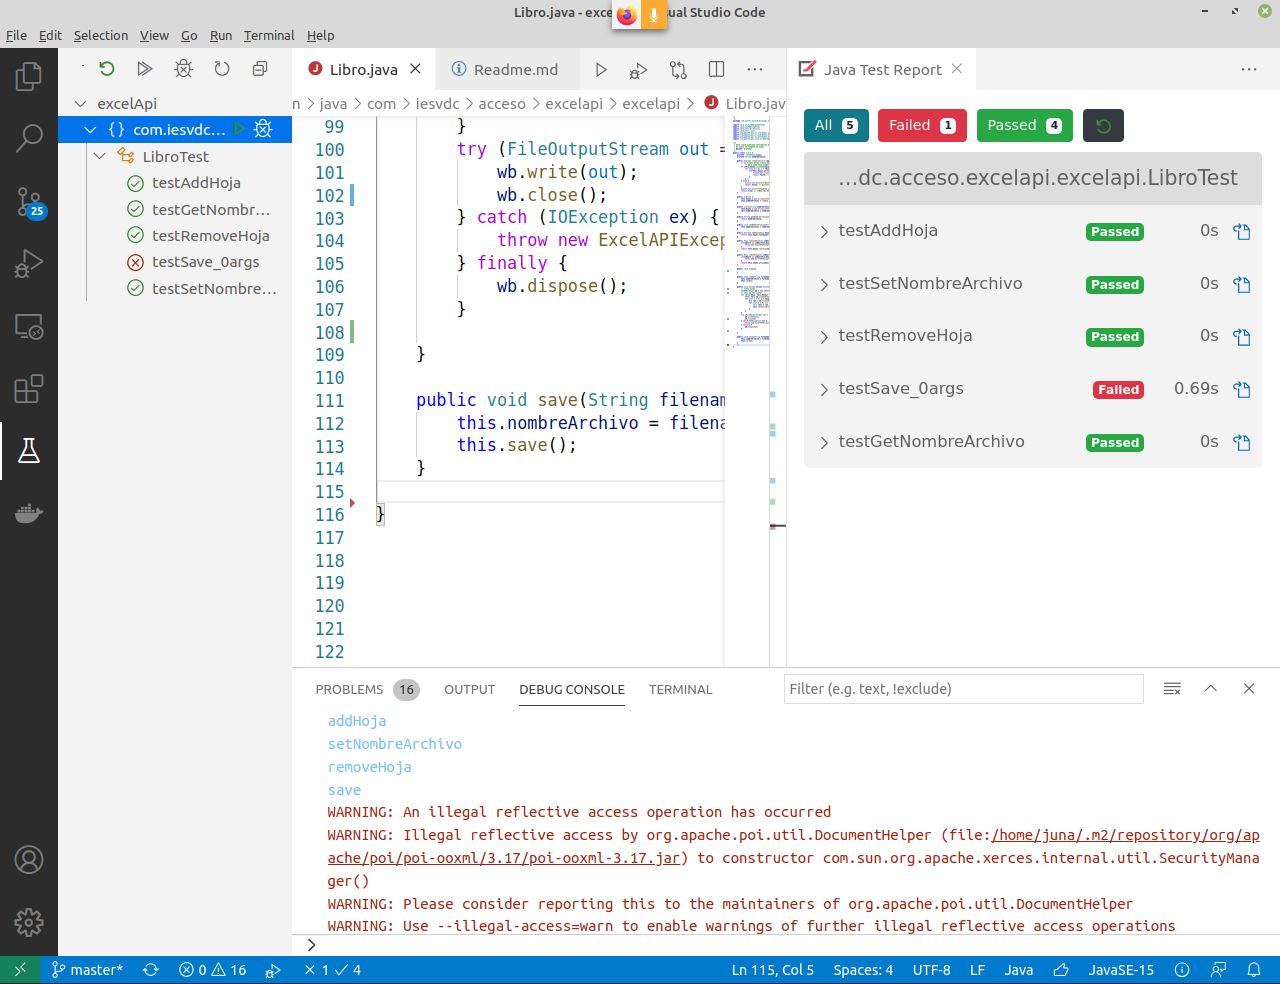 Libro.java - exce
sual Studio Code
File Edit Selection View Go Run Terminal Help
Libro.java
Readme.md
Java Test Report
excelApi
n > java > com > iesvdc > acceso > excelapi > excelapi > Libro.jav
com.iesvdc...
LibroTest
testAddHoja
testGetNombr...
testRemoveHoja
testSave_0args
testSetNombre...
25
99 }
100 try (FileOutputStream out =
101 wb.write(out);
102 wb.close();
103 } catch (IOException ex) {
104 throw new ExcelAPIExcep
105 } finally {
106 wb.dispose();
107 }
108
109 }
110
111 public void save(String filenam
112 this.nombreArchivo = filena
113 this.save();
114 }
115
116 }
117
118
119
120
121
122
All 5 Failed 1 Passed 4
...dc.acceso.excelapi.excelapi.LibroTest
testAddHoja Passed 0s
testSetNombreArchivo Passed 0s
testRemoveHoja Passed 0s
testSave_0args Failed 0.69s
testGetNombreArchivo Passed 0s
PROBLEMS 16 OUTPUT DEBUG CONSOLE TERMINAL Filter (e.g. text, !exclude)
addHoja
setNombreArchivo
removeHoja
save
WARNING: An illegal reflective access operation has occurred
WARNING: Illegal reflective access by org.apache.poi.util.DocumentHelper (file:/home/juna/.m2/repository/org/ap
ache/poi/poi-ooxml/3.17/poi-ooxml-3.17.jar) to constructor com.sun.org.apache.xerces.internal.util.SecurityMana
ger()
WARNING: Please consider reporting this to the maintainers of org.apache.poi.util.DocumentHelper
WARNING: Use --illegal-access=warn to enable warnings of further illegal reflective access operations
master* 0 16 1 4 Ln 115, Col 5 Spaces: 4 UTF-8 LF Java JavaSE-15